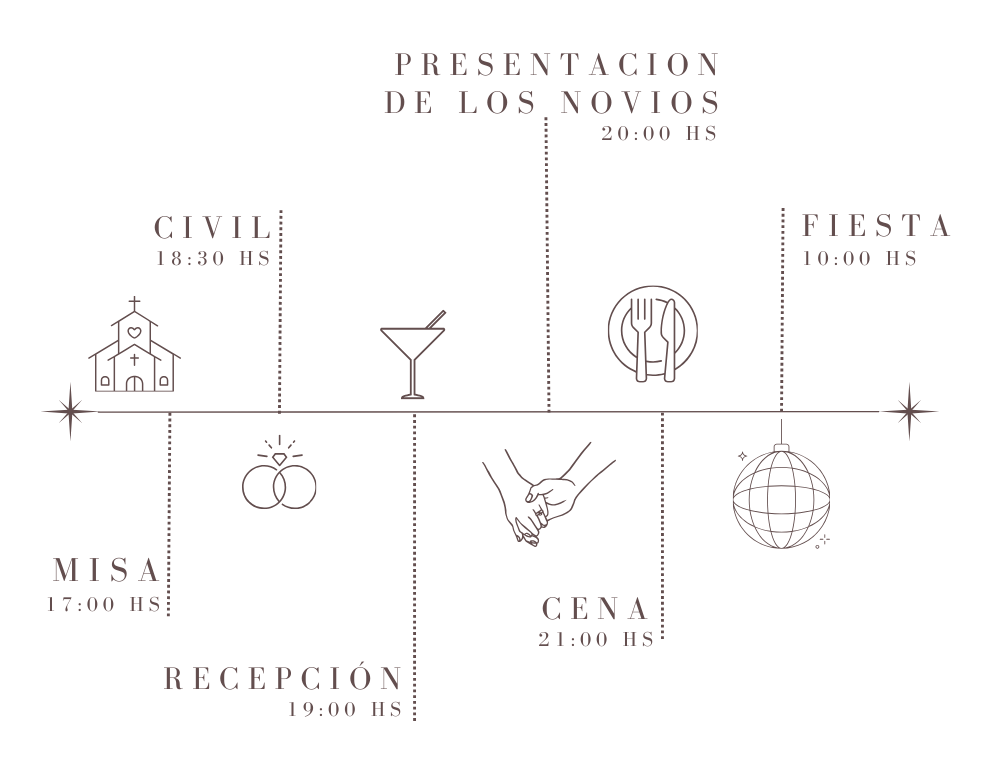 PRESENTACION
DE LOS NOVIOS
20:00 HS
CIVIL
18:30 HS
FIESTA
10:00 HS
MISA
17:00 HS
CENA
21:00 HS
RECEPCIÓN
19:00 HS